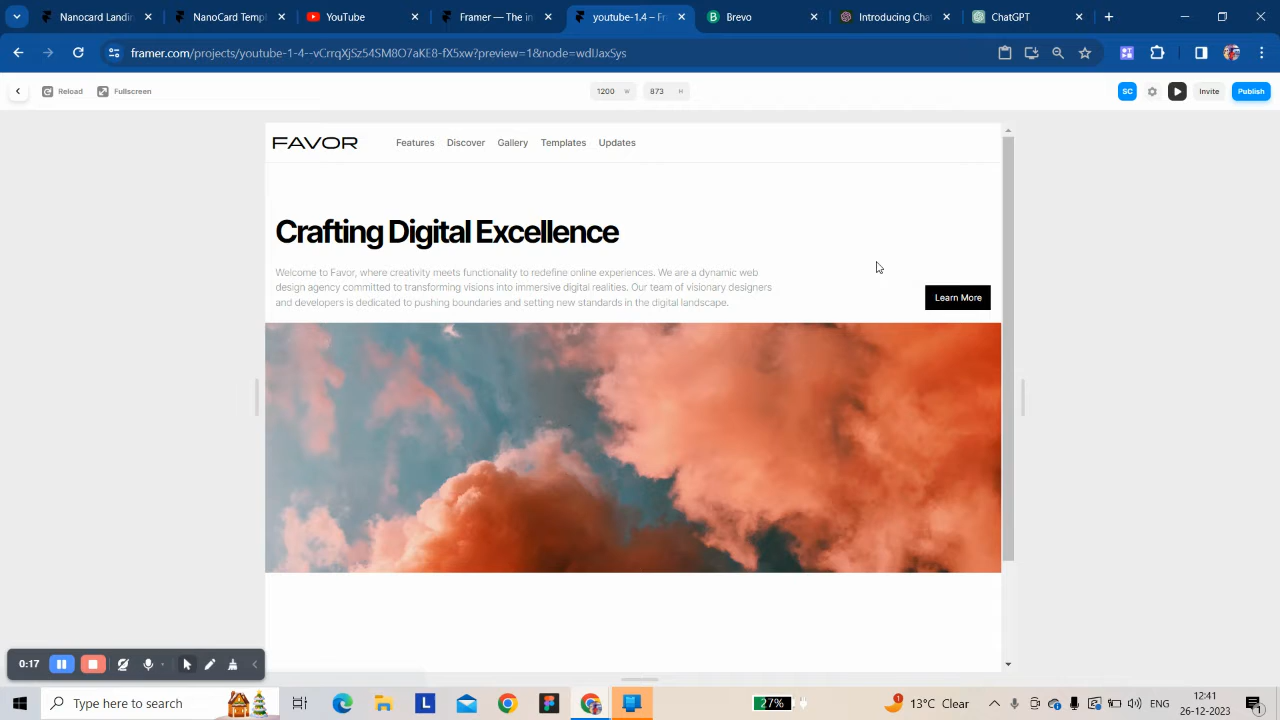 Nanocard Landin
NanoCard Templ
YouTube
Framer — The in
youtube-1.4 – Fr
Brevo
Introducing Cha
ChatGPT
framer.com/projects/youtube-1-4--vCrrqXjSz54SM8O7aKE8-fX5xw?preview=1&node=wdIJaxSys
Reload
Fullscreen
1200 W
873 H
SC
Invite
Publish
FAVOR
Features
Discover
Gallery
Templates
Updates
Crafting Digital Excellence
Welcome to Favor, where creativity meets functionality to redefine online experiences. We are a dynamic web
design agency committed to transforming visions into immersive digital realities. Our team of visionary designers
and developers is dedicated to pushing boundaries and setting new standards in the digital landscape.
Learn More
0:17
Type here to search
27%
13°C Clear
ENG
22:41
26-12-2023